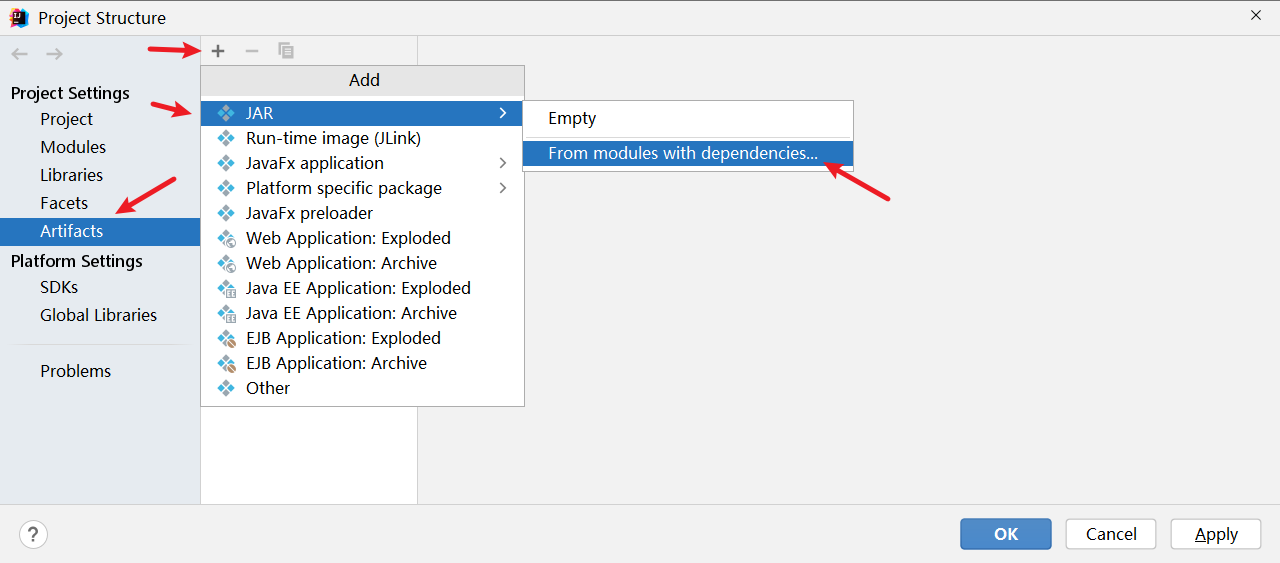 Project Structure
Project Settings
Project
Modules
Libraries
Facets
Artifacts
Platform Settings
SDKs
Global Libraries
Problems
Add
JAR
Run-time image (JLink)
JavaFx application
Platform specific package
JavaFx preloader
Web Application: Exploded
Web Application: Archive
Java EE Application: Exploded
Java EE Application: Archive
EJB Application: Exploded
EJB Application: Archive
Other
Empty
From modules with dependencies...
?
OK
Cancel
Apply